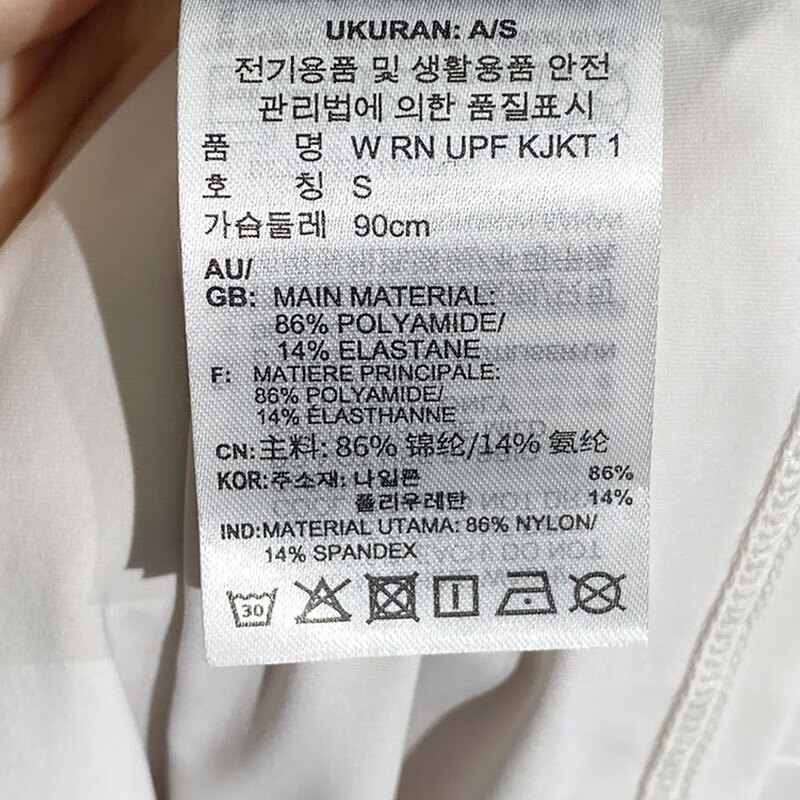 UKURAN: A/S
전기용품 및 생활용품 안전
관리법에 의한 품질표시
품 명 W RN UPF KJKT 1
호 칭 S
가슴둘레 90cm
AU/
GB: MAIN MATERIAL:
86% POLYAMIDE/
14% ELASTANE
F: MATIERE PRINCIPALE:
86% POLYAMIDE/
14% ÉLASTHANNE
CN: 主料: 86% 锦纶/14% 氨纶
KOR: 주소재: 나일론 86%
폴리우레탄 14%
IND: MATERIAL UTAMA: 86% NYLON/
14% SPANDEX
30